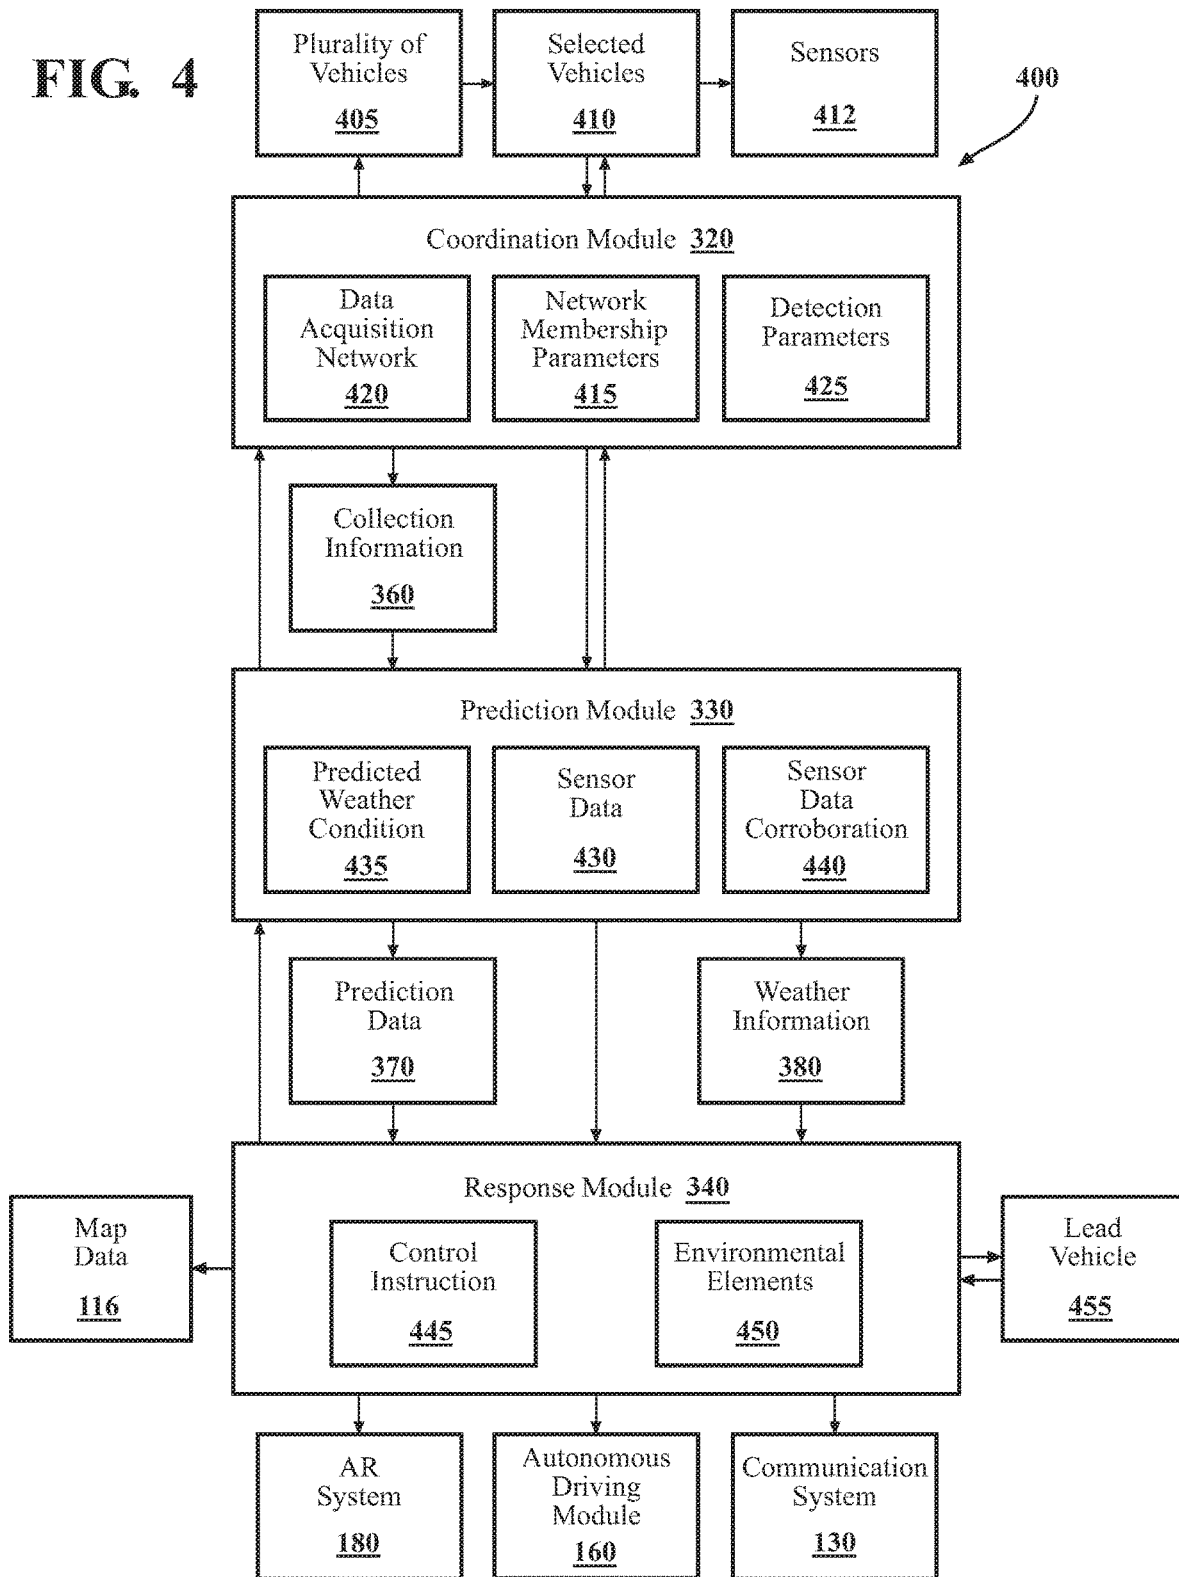 FIG. 4
Plurality of
Vehicles
405
Selected
Vehicles
410
Sensors
412
400
Coordination Module 320
Data
Acquisition
Network
420
Network
Membership
Parameters
415
Detection
Parameters
425
Collection
Information
360
Prediction Module 330
Predicted
Weather
Condition
435
Sensor
Data
430
Sensor
Data
Corroboration
440
Prediction
Data
370
Weather
Information
380
Response Module 340
Map
Data
116
Control
Instruction
445
Environmental
Elements
450
Lead
Vehicle
455
AR
System
180
Autonomous
Driving
Module
160
Communication
System
130